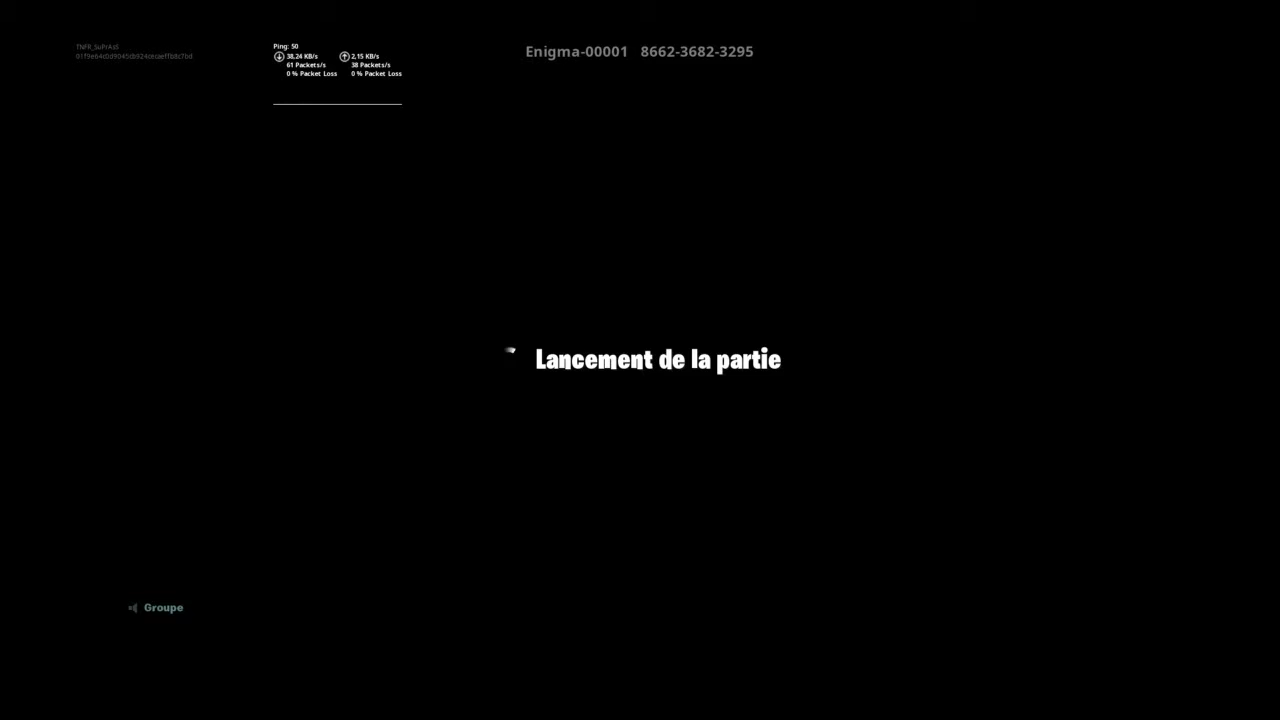 TNFR_SuPrAsS
Ping: 50
38,24 KB/s
2,15 KB/s
61 Packets/s
38 Packets/s
0 % Packet Loss
0 % Packet Loss
Enigma-00001 8662-3682-3295
Lancement de la partie
Groupe